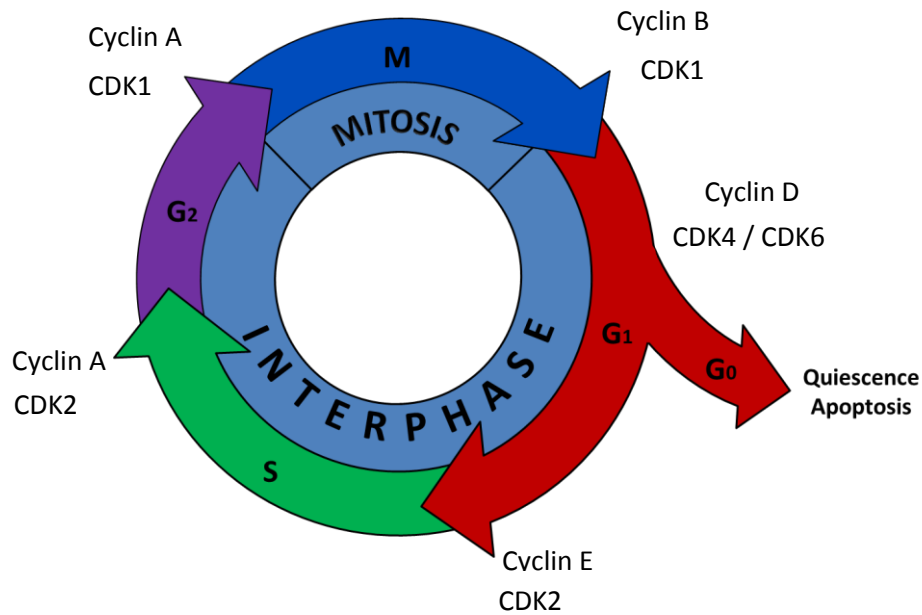 Cyclin A
CDK1
Cyclin B
CDK1
M
MITOSIS
Cyclin D
CDK4 / CDK6
G2
G1
G0
Quiescence
Apoptosis
INTERPHASE
Cyclin A
CDK2
S
Cyclin E
CDK2